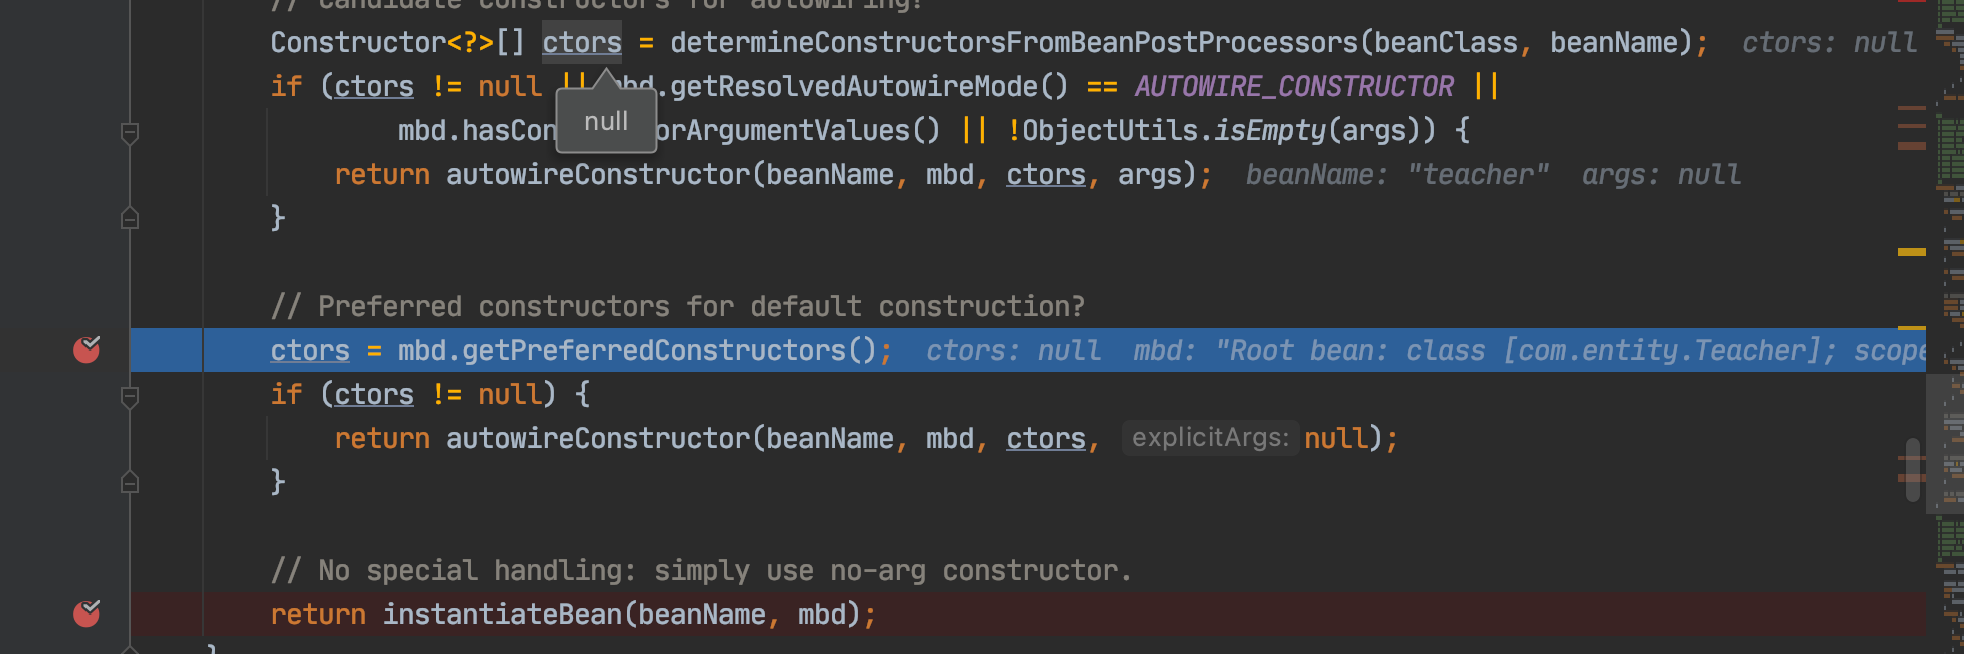 // Candidate constructors for autowiring?
Constructor<?>[] ctors = determineConstructorsFromBeanPostProcessors(beanClass, beanName); ctors: null
if (ctors != null || mbd.getResolvedAutowireMode() == AUTOWIRE_CONSTRUCTOR ||
null
mbd.hasCon orArgumentValues() || !ObjectUtils.isEmpty(args)) {
return autowireConstructor(beanName, mbd, ctors, args); beanName: "teacher" args: null
}
// Preferred constructors for default construction?
ctors = mbd.getPreferredConstructors(); ctors: null mbd: "Root bean: class [com.entity.Teacher]; scope
if (ctors != null) {
return autowireConstructor(beanName, mbd, ctors, explicitArgs: null);
}
// No special handling: simply use no-arg constructor.
return instantiateBean(beanName, mbd);
}